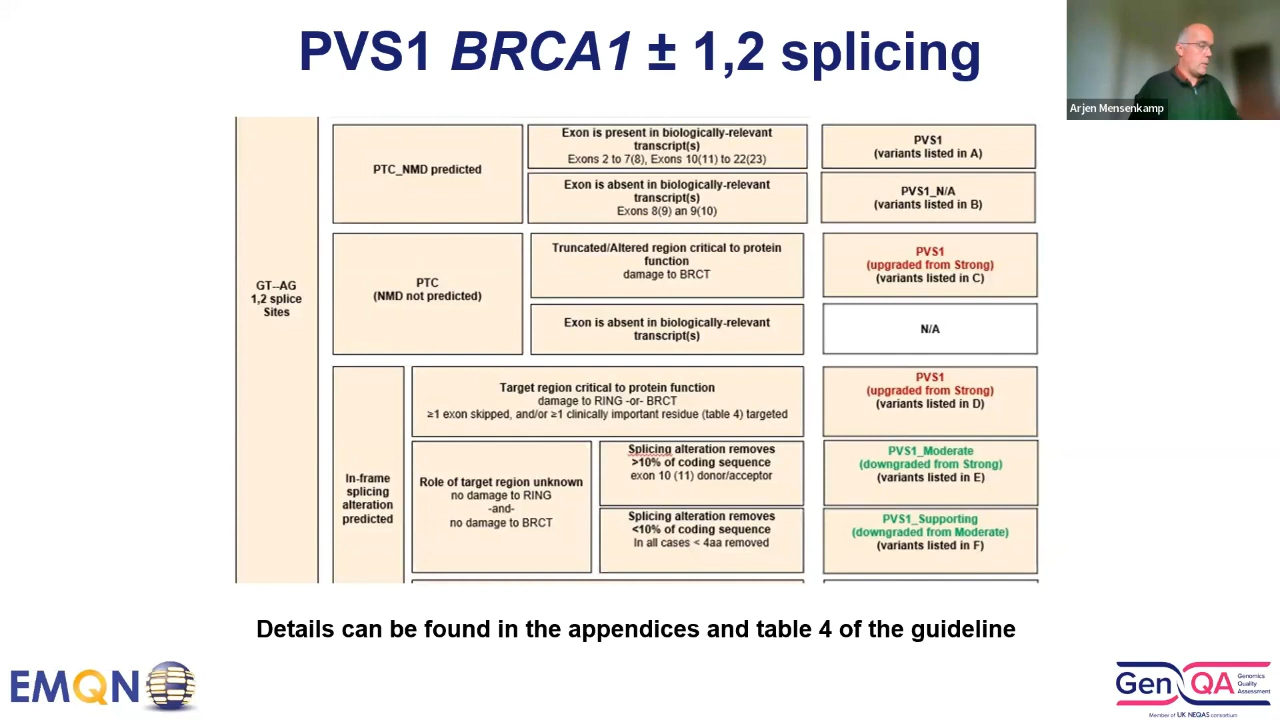 PVS1 BRCA1 ± 1,2 splicing
Arjen Mensenkamp
GT--AG
1,2 splice
Sites
PTC_NMD predicted
Exon is present in biologically-relevant
transcript(s)
Exons 2 to 7(8), Exons 10(11) to 22(23)
PVS1
(variants listed in A)
Exon is absent in biologically-relevant
transcript(s)
Exons 8(9) an 9(10)
PVS1_N/A
(variants listed in B)
PTC
(NMD not predicted)
Truncated/Altered region critical to protein
function
damage to BRCT
PVS1
(upgraded from Strong)
(variants listed in C)
Exon is absent in biologically-relevant
transcript(s)
N/A
In-frame
splicing
alteration
predicted
Target region critical to protein function
damage to RING -or- BRCT
≥1 exon skipped, and/or ≥1 clinically important residue (table 4) targeted
PVS1
(upgraded from Strong)
(variants listed in D)
Role of target region unknown
no damage to RING
-and-
no damage to BRCT
Splicing alteration removes
>10% of coding sequence
exon 10 (11) donor/acceptor
PVS1_Moderate
(downgraded from Strong)
(variants listed in E)
Splicing alteration removes
<10% of coding sequence
In all cases < 4aa removed
PVS1_Supporting
(downgraded from Moderate)
(variants listed in F)
Details can be found in the appendices and table 4 of the guideline
EMQN
GenQA
Genomics
Quality
Assessment
Member of UK NEQAS consortium